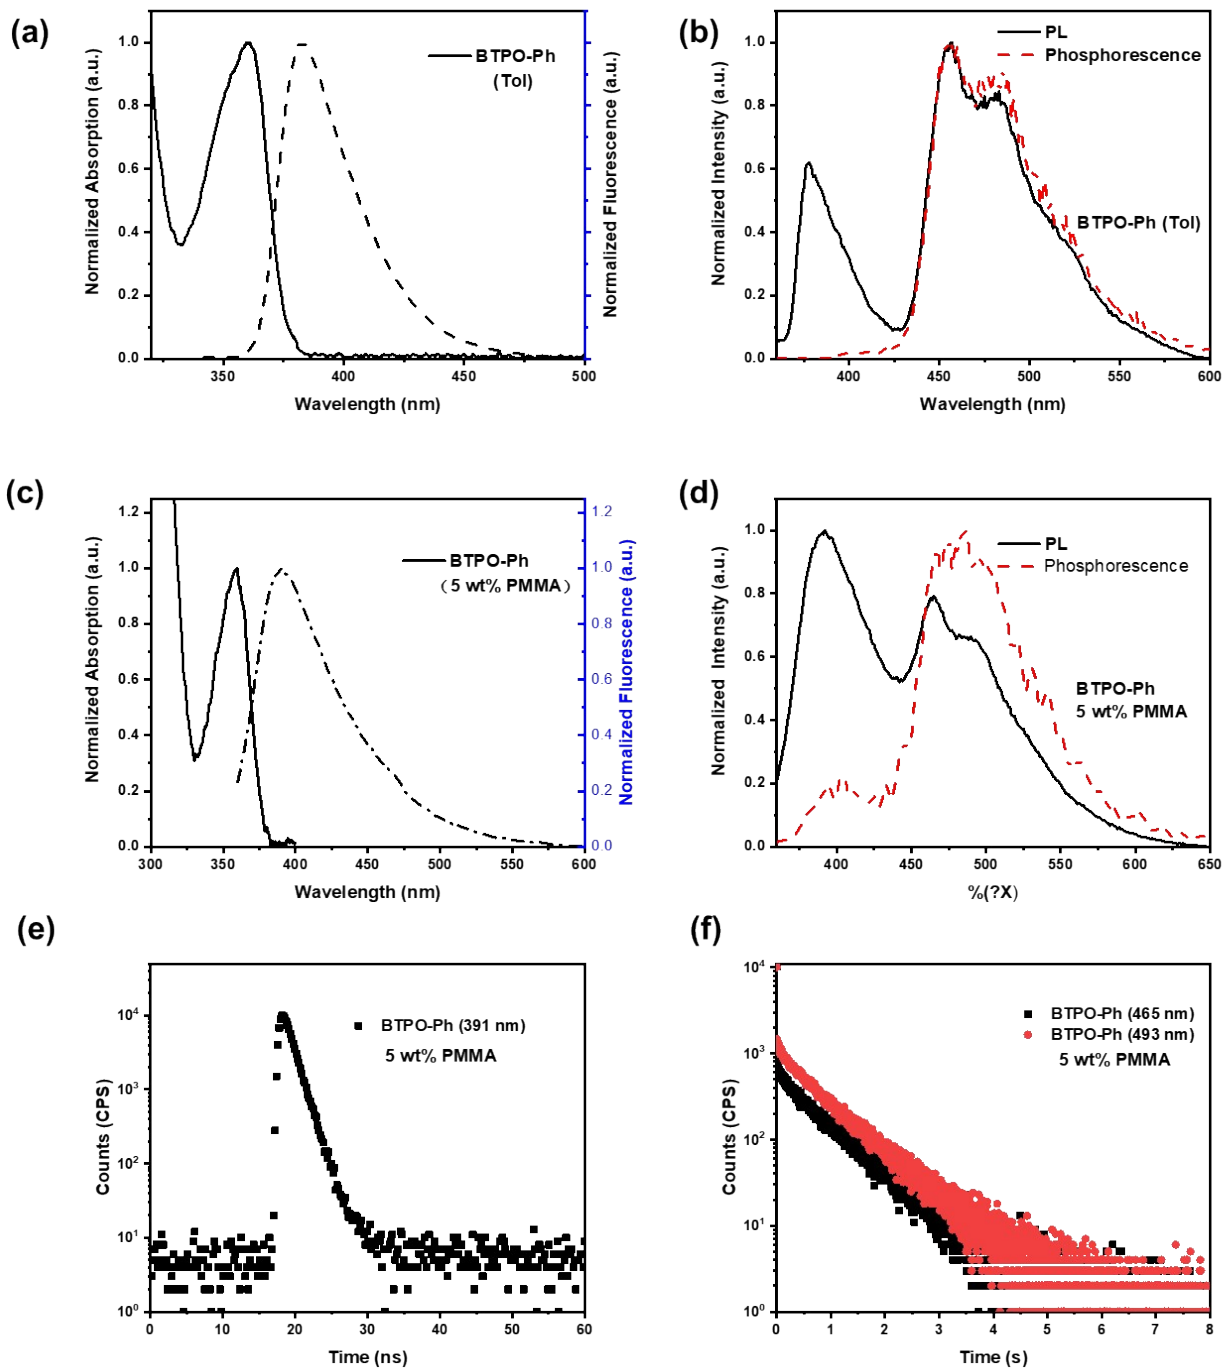 (a)
1.0
0.8
0.6
0.4
0.2
0.0
Normalized Absorption (a.u.)
BTPO-Ph
(Tol)
Normalized Fluorescence (a.u.)
350
400
450
500
Wavelength (nm)
(b)
1.0
0.8
0.6
0.4
0.2
0.0
Normalized Intensity (a.u.)
PL
Phosphorescence
BTPO-Ph (Tol)
400
450
500
550
600
Wavelength (nm)
(c)
1.2
1.0
0.8
0.6
0.4
0.2
0.0
Normalized Absorption (a.u.)
BTPO-Ph
（5 wt% PMMA）
1.2
1.0
0.8
0.6
0.4
0.2
0.0
Normalized Fluorescence (a.u.)
300
350
400
450
500
550
600
Wavelength (nm)
(d)
1.0
0.8
0.6
0.4
0.2
0.0
Normalized Intensity (a.u.)
PL
Phosphorescence
BTPO-Ph
5 wt% PMMA
400
450
500
550
600
650
%(?X)
(e)
10⁴
10³
10²
10¹
10⁰
Counts (CPS)
BTPO-Ph (391 nm)
5 wt% PMMA
0
10
20
30
40
50
60
Time (ns)
(f)
10⁴
10³
10²
10¹
10⁰
Counts (CPS)
BTPO-Ph (465 nm)
BTPO-Ph (493 nm)
5 wt% PMMA
0
1
2
3
4
5
6
7
8
Time (s)